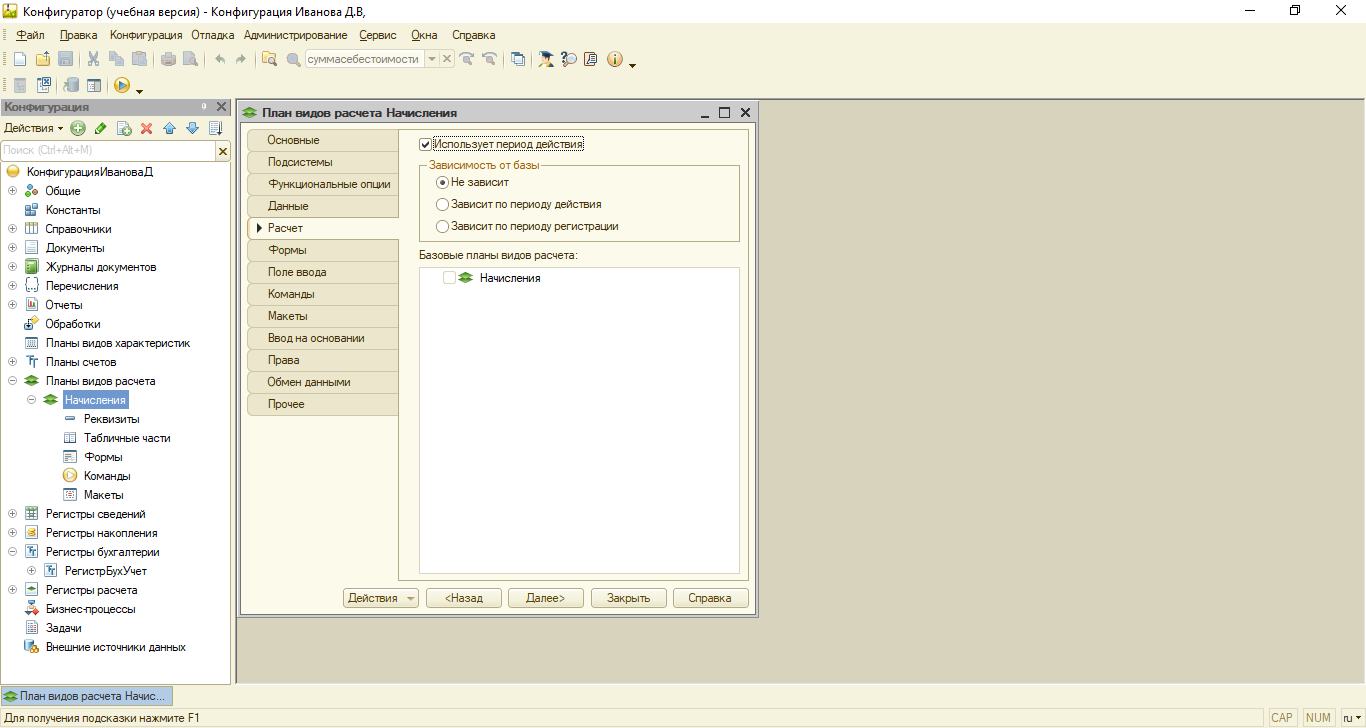 Конфигуратор (учебная версия) - Конфигурация Иванова Д.В,
Файл Правка Конфигурация Отладка Администрирование Сервис Окна Справка
суммасебестоимости
Конфигурация
Действия
Поиск (Ctrl+Alt+M)
КонфигурацияИвановаД
Общие
Константы
Справочники
Документы
Журналы документов
Перечисления
Отчеты
Обработки
Планы видов характеристик
Планы счетов
Планы видов расчета
Начисления
Реквизиты
Табличные части
Формы
Команды
Макеты
Регистры сведений
Регистры накопления
Регистры бухгалтерии
РегистрБухУчет
Регистры расчета
Бизнес-процессы
Задачи
Внешние источники данных
План видов расчета Начисления
Основные
Подсистемы
Функциональные опции
Данные
Расчет
Формы
Поле ввода
Команды
Макеты
Ввод на основании
Права
Обмен данными
Прочее
Использует период действия
Зависимость от базы
Не зависит
Зависит по периоду действия
Зависит по периоду регистрации
Базовые планы видов расчета:
Начисления
Действия <Назад Далее> Закрыть Справка
План видов расчета Начис...
Для получения подсказки нажмите F1
CAP NUM ru